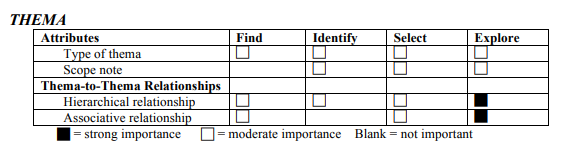 THEMA
Attributes Find Identify Select Explore
Type of thema □ □ □ □
Scope note □ □ □
Thema-to-Thema Relationships
Hierarchical relationship □ □ □ ■
Associative relationship □ □ ■
■ = strong importance □ = moderate importance Blank = not important